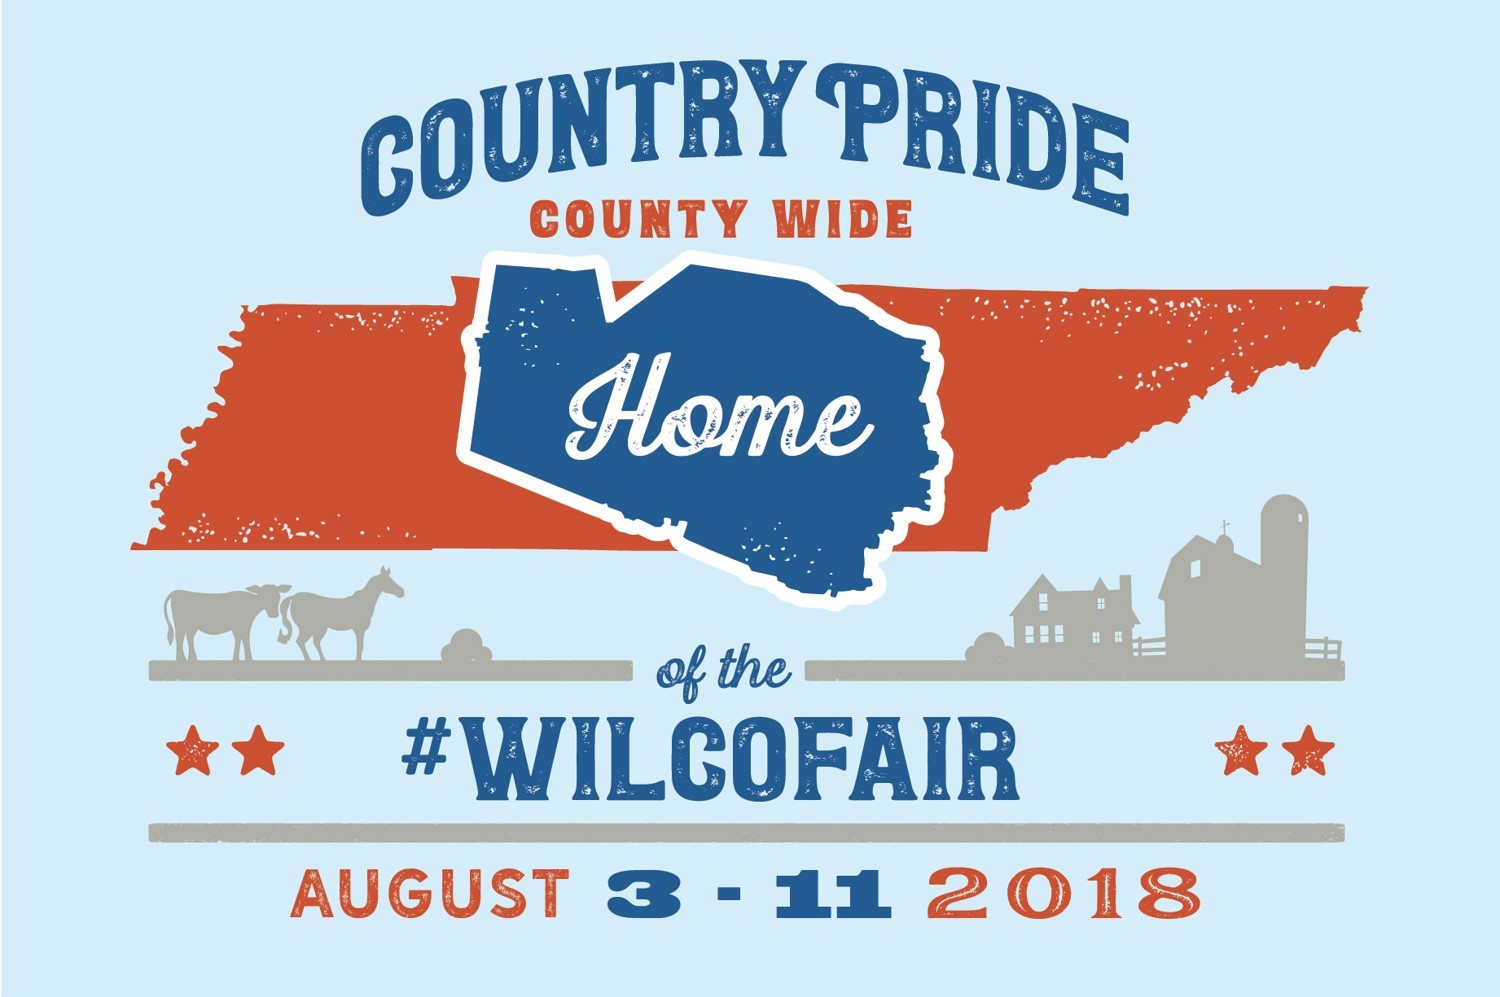 COUNTRY PRIDE
COUNTY WIDE
Home
of the
#WILCOFAIR
AUGUST 3 - 11 2018